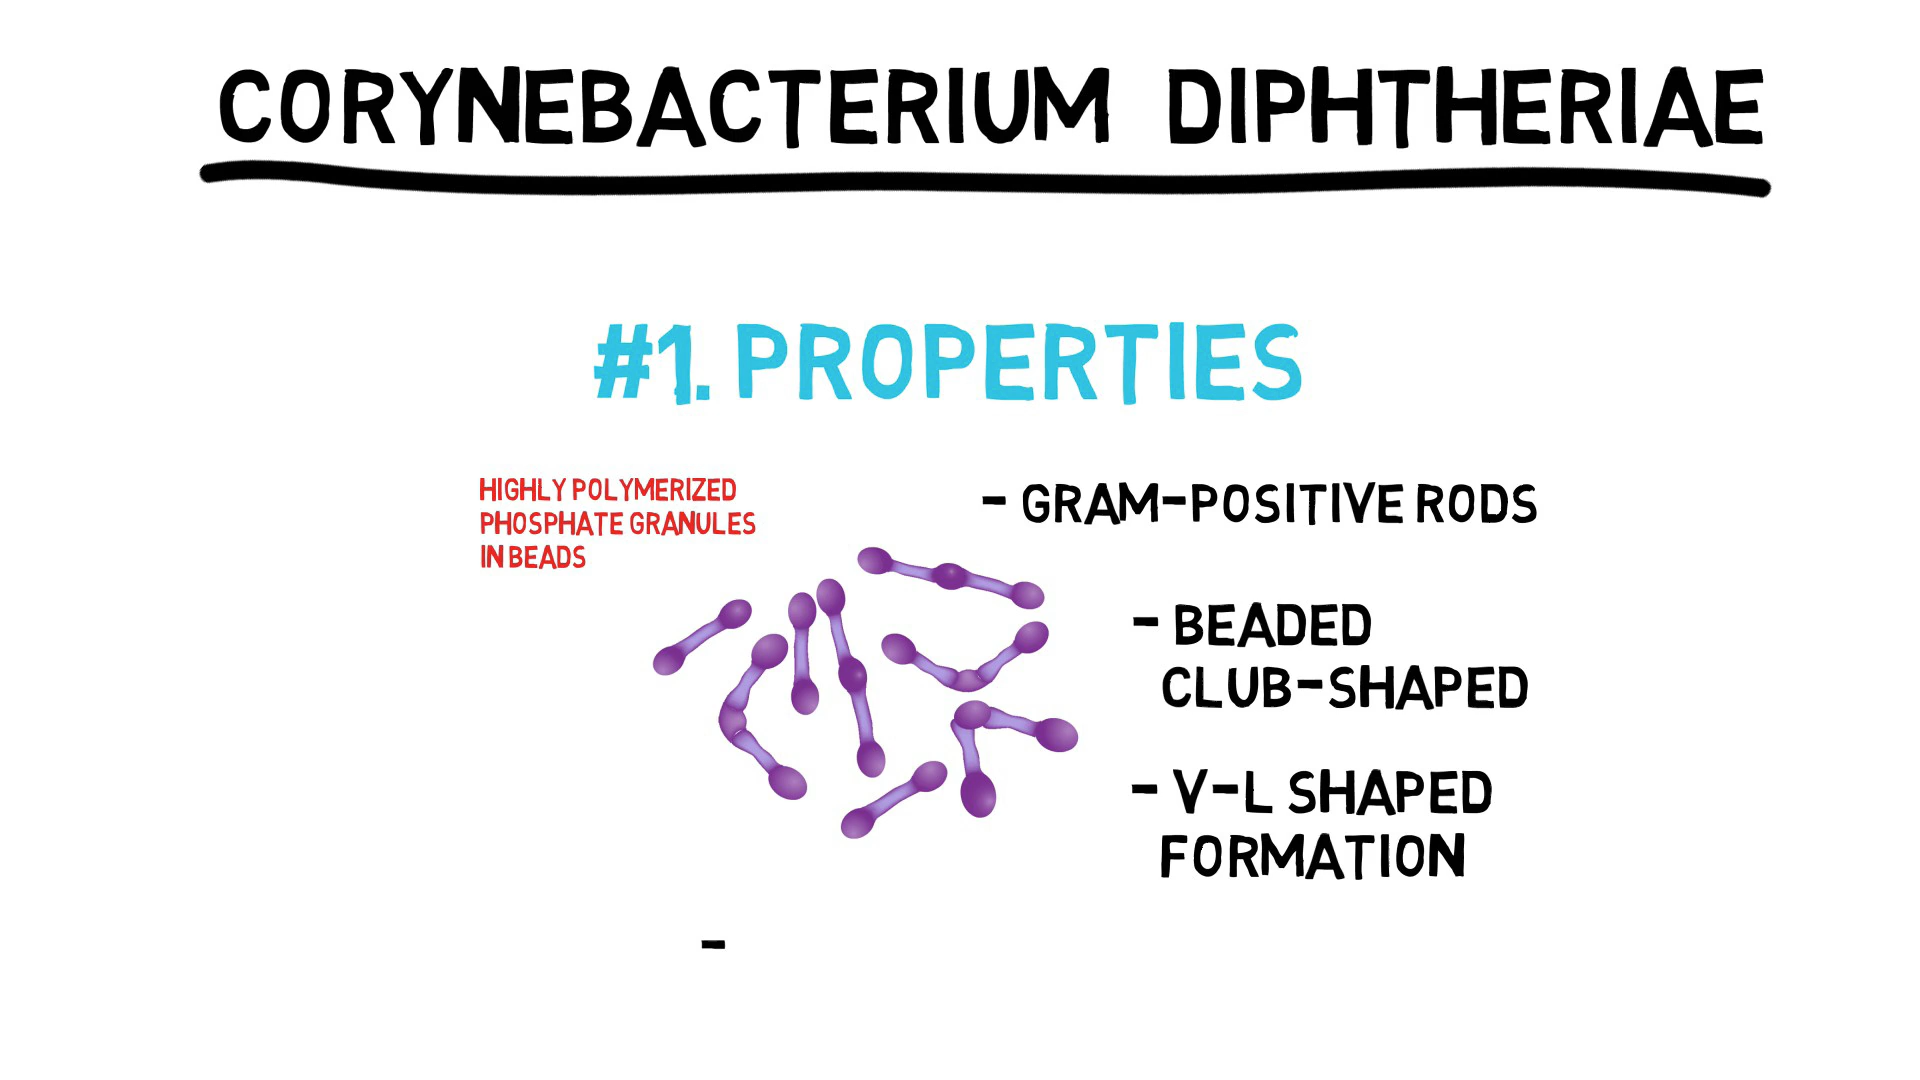 CORYNEBACTERIUM DIPHTHERIAE
#1. PROPERTIES
HIGHLY POLYMERIZED
PHOSPHATE GRANULES
IN BEADS
- GRAM-POSITIVE RODS
- BEADED
CLUB-SHAPED
- V-L SHAPED
FORMATION
-